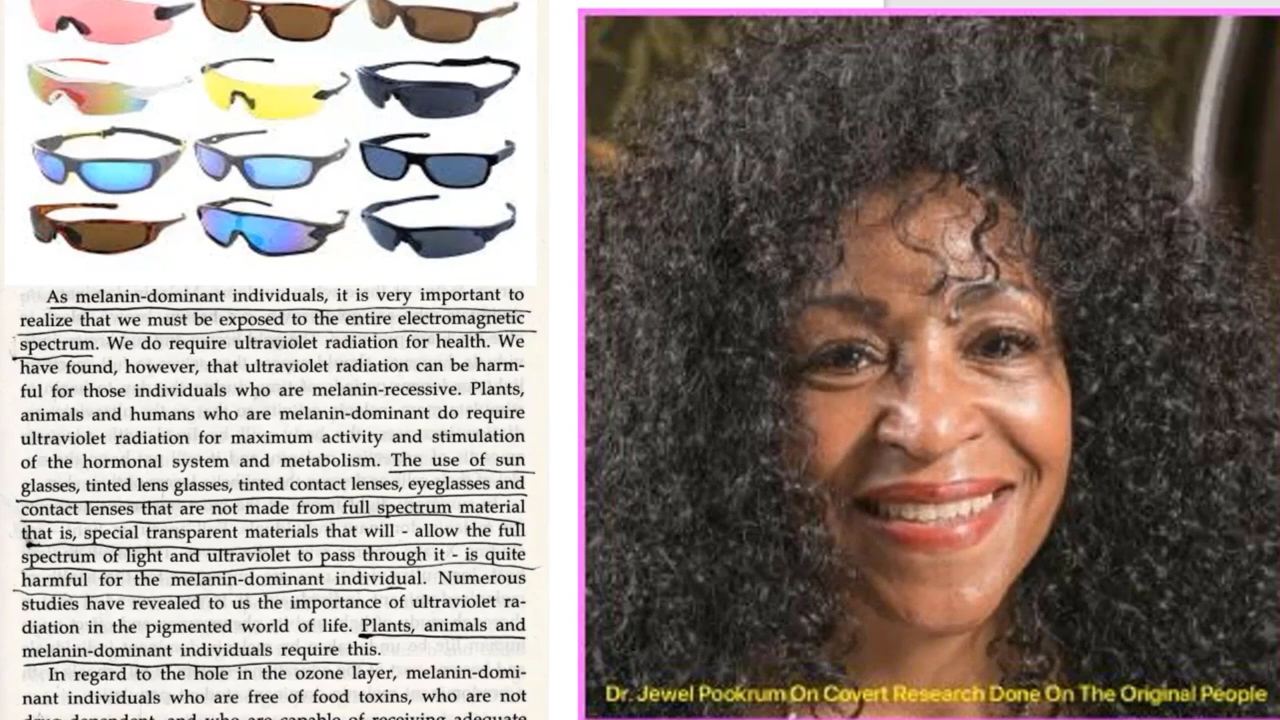 As melanin-dominant individuals, it is very important to
realize that we must be exposed to the entire electromagnetic
spectrum. We do require ultraviolet radiation for health. We
have found, however, that ultraviolet radiation can be harm-
ful for those individuals who are melanin-recessive. Plants,
animals and humans who are melanin-dominant do require
ultraviolet radiation for maximum activity and stimulation
of the hormonal system and metabolism. The use of sun
glasses, tinted lens glasses, tinted contact lenses, eyeglasses and
contact lenses that are not made from full spectrum material
that is, special transparent materials that will - allow the full
spectrum of light and ultraviolet to pass through it - is quite
harmful for the melanin-dominant individual. Numerous
studies have revealed to us the importance of ultraviolet ra-
diation in the pigmented world of life. Plants, animals and
melanin-dominant individuals require this.
In regard to the hole in the ozone layer, melanin-domi-
nant individuals who are free of food toxins, who are not
drug dependent, and who are capable of receiving adequate
Dr. Jewel Pookrum On Covert Research Done On The Original People